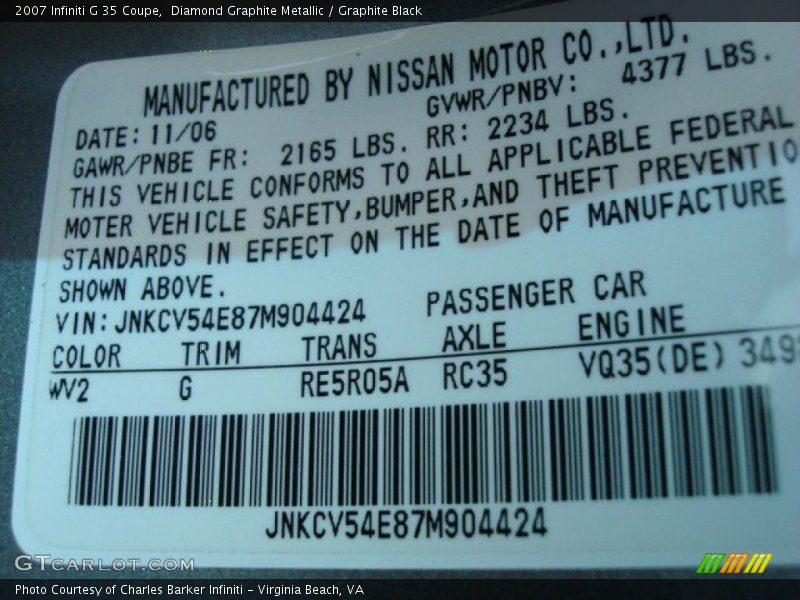 2007 Infiniti G 35 Coupe, Diamond Graphite Metallic / Graphite Black
MANUFACTURED BY NISSAN MOTOR CO.,LTD.
DATE: 11/06 GVWR/PNBV: 4377 LBS.
GAWR/PNBE FR: 2165 LBS. RR: 2234 LBS.
THIS VEHICLE CONFORMS TO ALL APPLICABLE FEDERAL
MOTER VEHICLE SAFETY,BUMPER,AND THEFT PREVENTIO
STANDARDS IN EFFECT ON THE DATE OF MANUFACTURE
SHOWN ABOVE.
VIN: JNKCV54E87M904424 PASSENGER CAR
COLOR TRIM TRANS AXLE ENGINE
WV2 G RE5R05A RC35 VQ35(DE)
JNKCV54E87M904424
GTCARLOT.COM
Photo Courtesy of Charles Barker Infiniti - Virginia Beach, VA